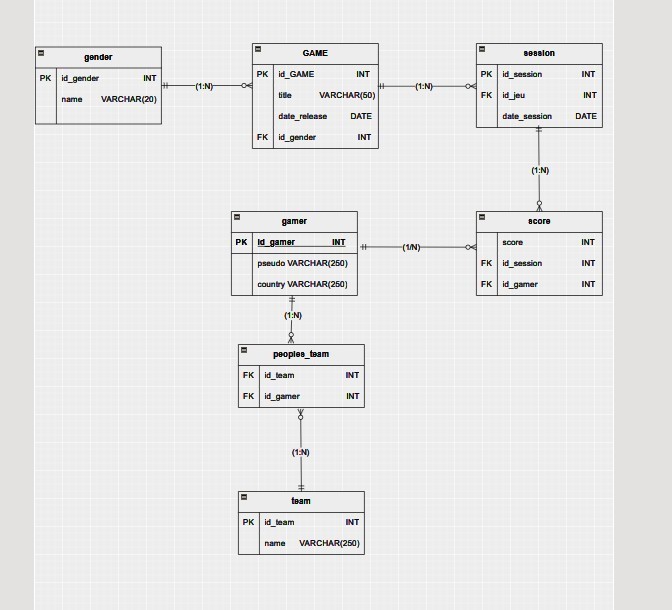 gender
PK id_gender INT
name VARCHAR(20)
(1:N)
GAME
PK id_GAME INT
title VARCHAR(50)
date_release DATE
FK id_gender INT
(1:N)
session
PK id_session INT
FK id_jeu INT
date_session DATE
(1:N)
gamer
PK id_gamer INT
pseudo VARCHAR(250)
country VARCHAR(250)
(1/N)
score
score INT
FK id_session INT
FK id_gamer INT
(1:N)
peoples_team
FK id_team INT
FK id_gamer INT
(1:N)
team
PK id_team INT
name VARCHAR(250)